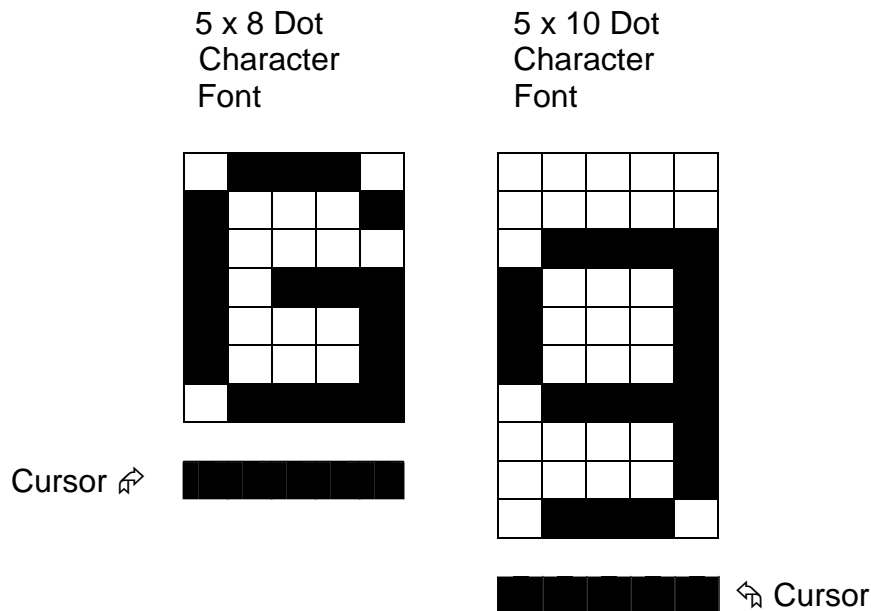 5 x 8 Dot
Character
Font
5 x 10 Dot
Character
Font
Cursor
Cursor